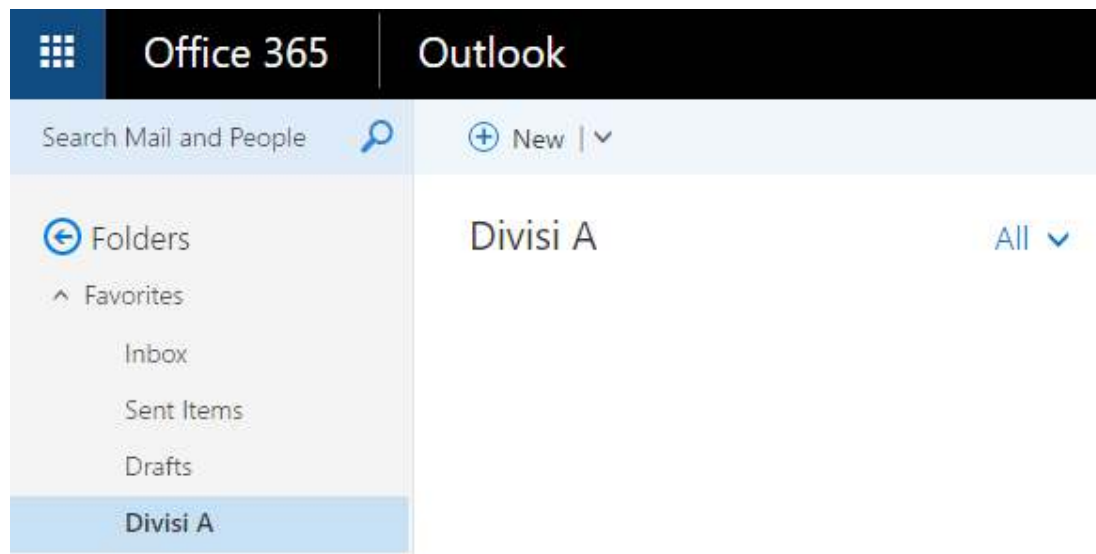 Office 365 | Outlook
Search Mail and People
New
Folders
Favorites
Inbox
Sent Items
Drafts
Divisi A
Divisi A
All